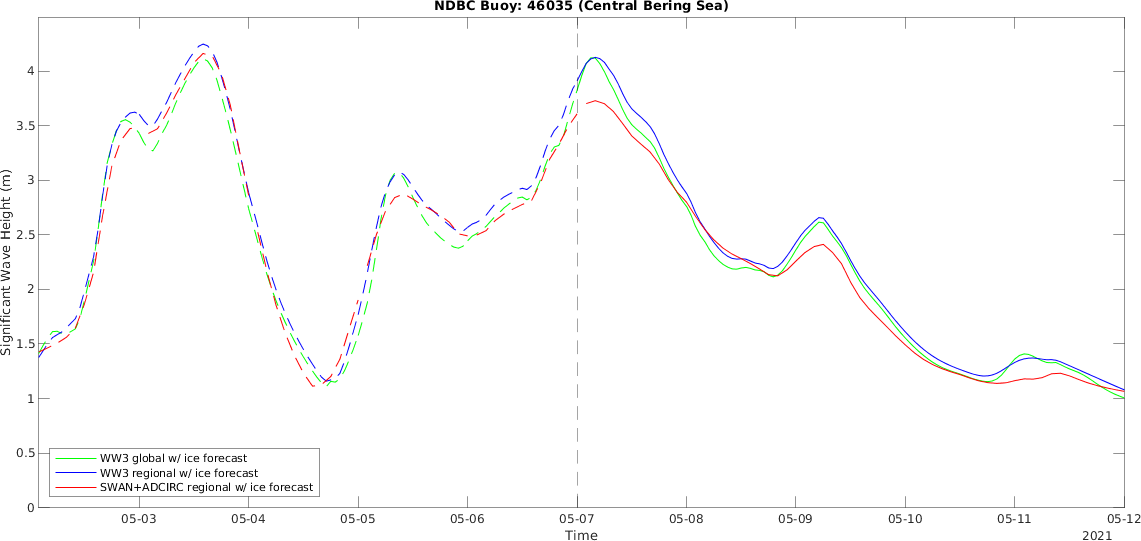 NDBC Buoy: 46035 (Central Bering Sea)
Significant Wave Height (m)
4
3.5
3
2.5
2
1.5
1
0.5
0
WW3 global w/ ice forecast
WW3 regional w/ ice forecast
SWAN+ADCIRC regional w/ ice forecast
05-03 05-04 05-05 05-06 05-07 05-08 05-09 05-10 05-11 05-12
Time
2021